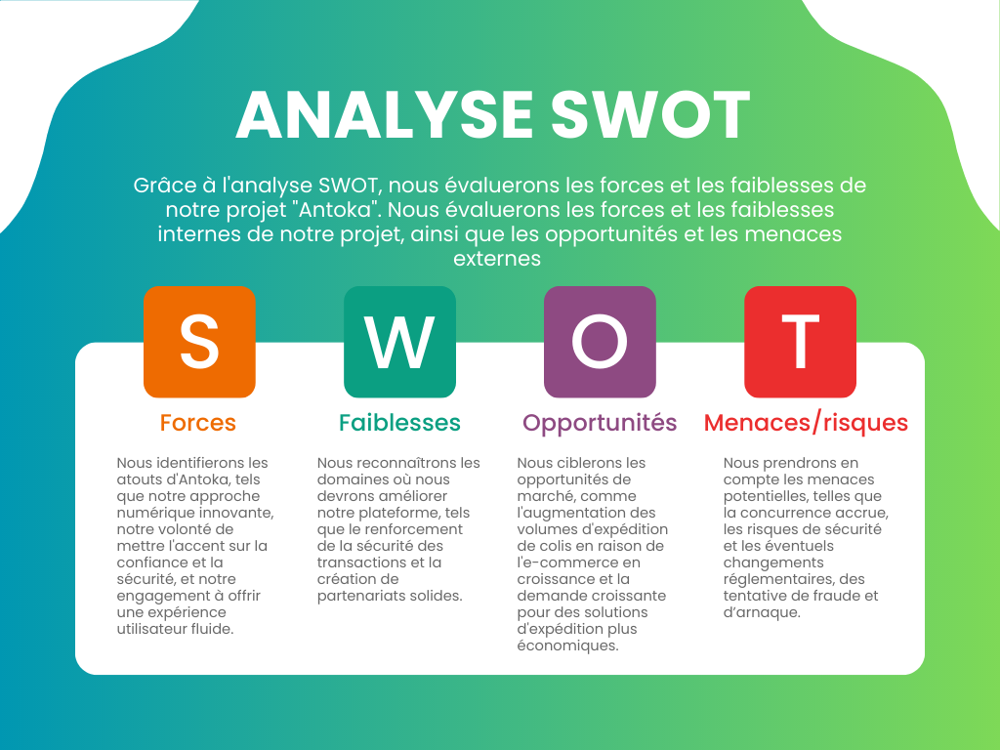 ANALYSE SWOT
Grâce à l'analyse SWOT, nous évaluerons les forces et les faiblesses de
notre projet "Antoka". Nous évaluerons les forces et les faiblesses
internes de notre projet, ainsi que les opportunités et les menaces
externes
S
Forces
Nous identifierons les
atouts d'Antoka, tels
que notre approche
numérique innovante,
notre volonté de
mettre l'accent sur la
confiance et la
sécurité, et notre
engagement à offrir
une expérience
utilisateur fluide.
W
Faiblesses
Nous reconnaîtrons les
domaines où nous
devrons améliorer
notre plateforme, tels
que le renforcement
de la sécurité des
transactions et la
création de
partenariats solides.
O
Opportunités
Nous ciblerons les
opportunités de
marché, comme
l'augmentation des
volumes d'expédition
de colis en raison de
l'e-commerce en
croissance et la
demande croissante
pour des solutions
d'expédition plus
économiques.
T
Menaces/risques
Nous prendrons en
compte les menaces
potentielles, telles que
la concurrence accrue,
les risques de sécurité
et les éventuels
changements
réglementaires, des
tentative de fraude et
d’arnaque.